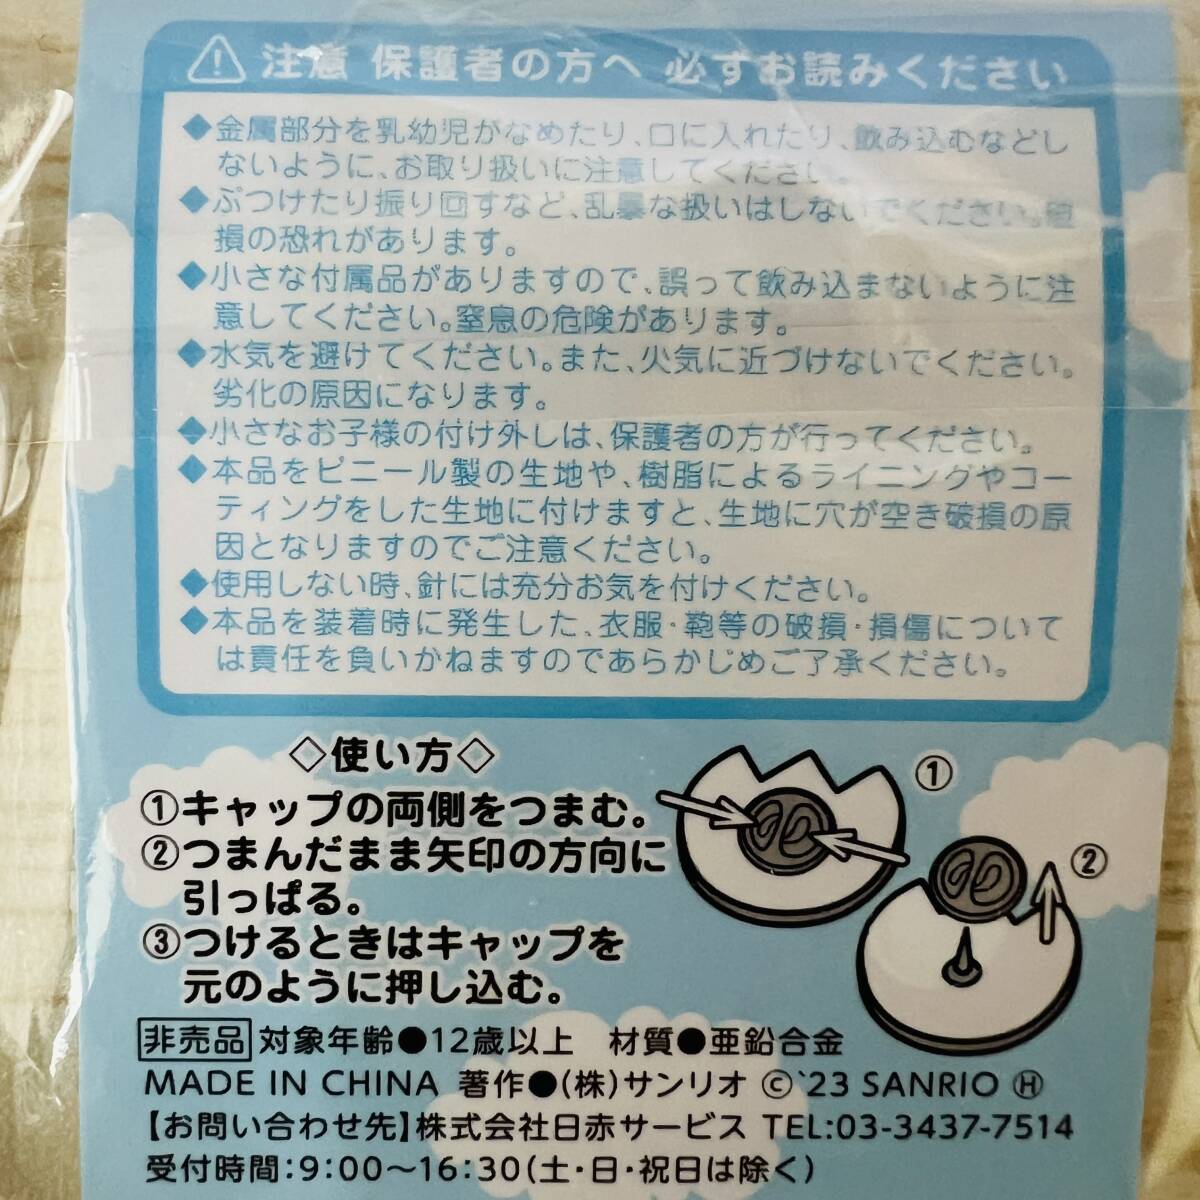 注意 保護者の方へ 必ずお読みください
◆金属部分を乳幼児がなめたり、口に入れたり、飲み込むなどし
ないように、お取り扱いに注意してください。
◆ぶつけたり振り回すなど、乱暴な扱いはしないでください。破
損の恐れがあります。
◆小さな付属品がありますので、誤って飲み込まないように注
意してください。窒息の危険があります。
◆水気を避けてください。また、火気に近づけないでください。
劣化の原因になります。
◆小さなお子様の付け外しは、保護者の方が行ってください。
◆本品をビニール製の生地や、樹脂によるライニングやコー
ティングをした生地に付けますと、生地に穴が空き破損の原
因となりますのでご注意ください。
◆使用しない時、針には充分お気を付けください。
◆本品を装着時に発生した、衣服・鞄等の破損・損傷について
は責任を負いかねますのであらかじめご了承ください。
◇使い方◇
①キャップの両側をつまむ。
②つまんだまま矢印の方向に
引っぱる。
③つけるときはキャップを
元のように押し込む。
①
②
非売品 対象年齢●12歳以上 材質●亜鉛合金
MADE IN CHINA 著作●(株)サンリオ ©'23 SANRIO Ⓗ
【お問い合わせ先】株式会社日赤サービス TEL:03-3437-7514
受付時間:9:00～16:30(土・日・祝日は除く)